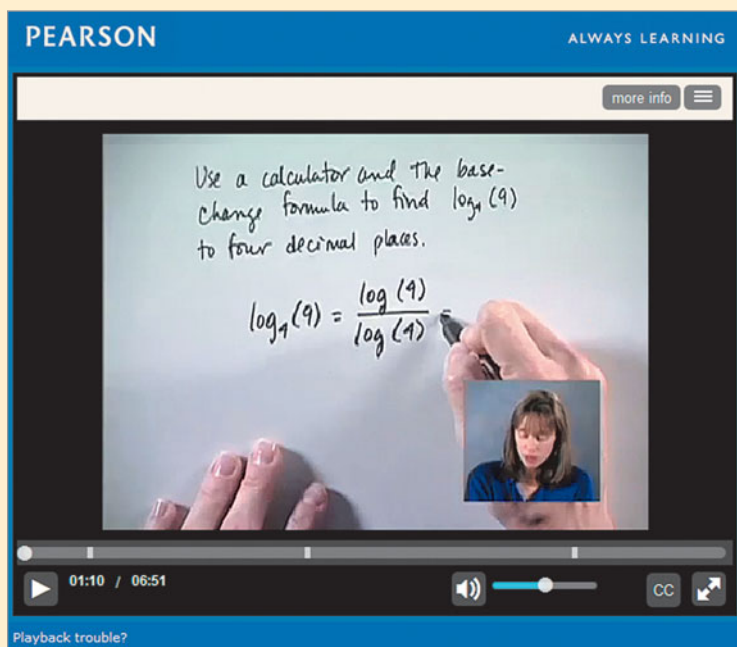 PEARSON
ALWAYS LEARNING
more info
Use a calculator and The base-
change formula to find log₄(9)
to four decimal places.
log₄(9) = log (9) / log (4) =
01:10 / 06:51
CC
Playback trouble?